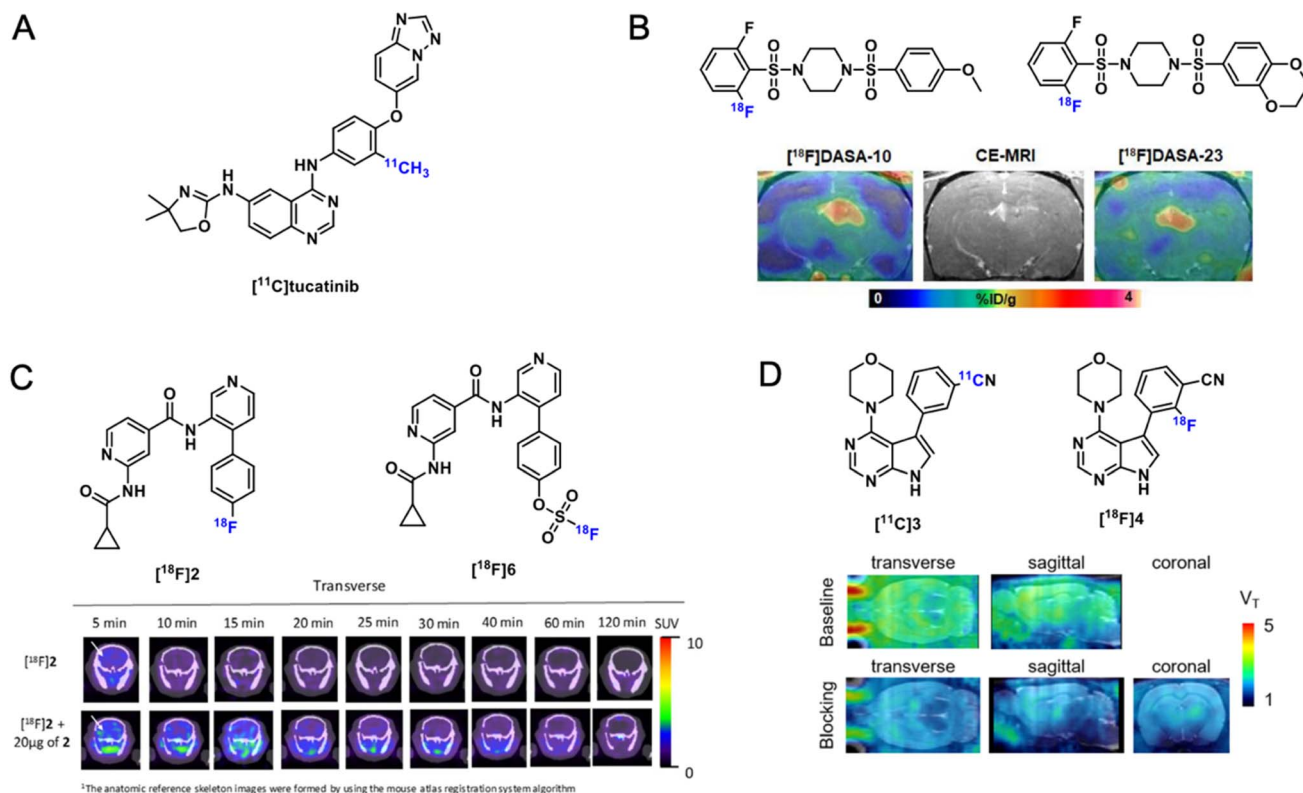 A
N
N
N
N
O
¹¹CH₃
HN
H
N
N
O
N
N
[¹¹C]tucatinib
B
F
¹⁸F
O
S
O
N
N
O
S
O
O
F
¹⁸F
O
S
O
N
N
O
S
O
O
O
[¹⁸F]DASA-10 CE-MRI [¹⁸F]DASA-23
0 %ID/g 4
C
N
O
N
H
N
O
NH
¹⁸F
[¹⁸F]2
N
O
N
H
N
O
NH
O
O
S
O
¹⁸F
[¹⁸F]6
Transverse
5 min 10 min 15 min 20 min 25 min 30 min 40 min 60 min 120 min SUV
[¹⁸F]2
[¹⁸F]2 +
20µg of 2
10
0
¹The anatomic reference skeleton images were formed by using the mouse atlas registration system algorithm
D
O
N
¹¹CN
N
N
N
H
[¹¹C]3
O
N
CN
¹⁸F
N
N
N
H
[¹⁸F]4
transverse sagittal coronal
Baseline
Blocking
V_T
5
1